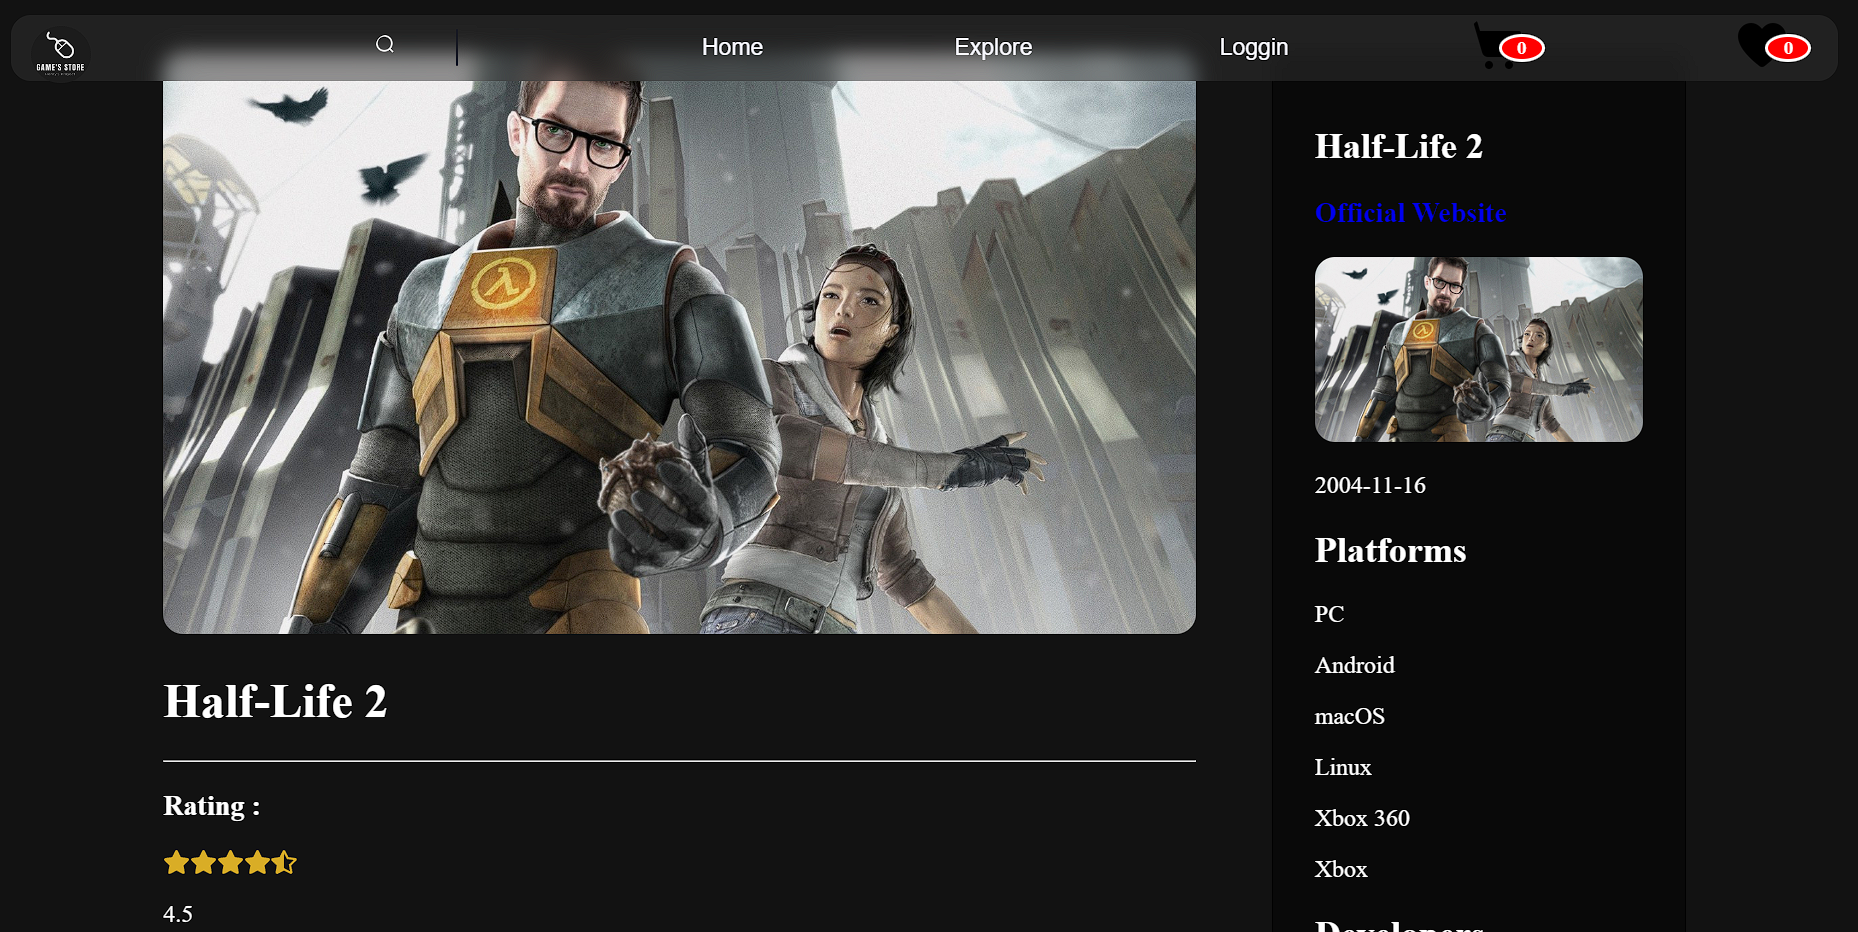 GAME'S STORE
Home
Explore
Loggin
0
0
Half-Life 2
Rating :
4.5
Half-Life 2
Official Website
2004-11-16
Platforms
PC
Android
macOS
Linux
Xbox 360
Xbox
Developers